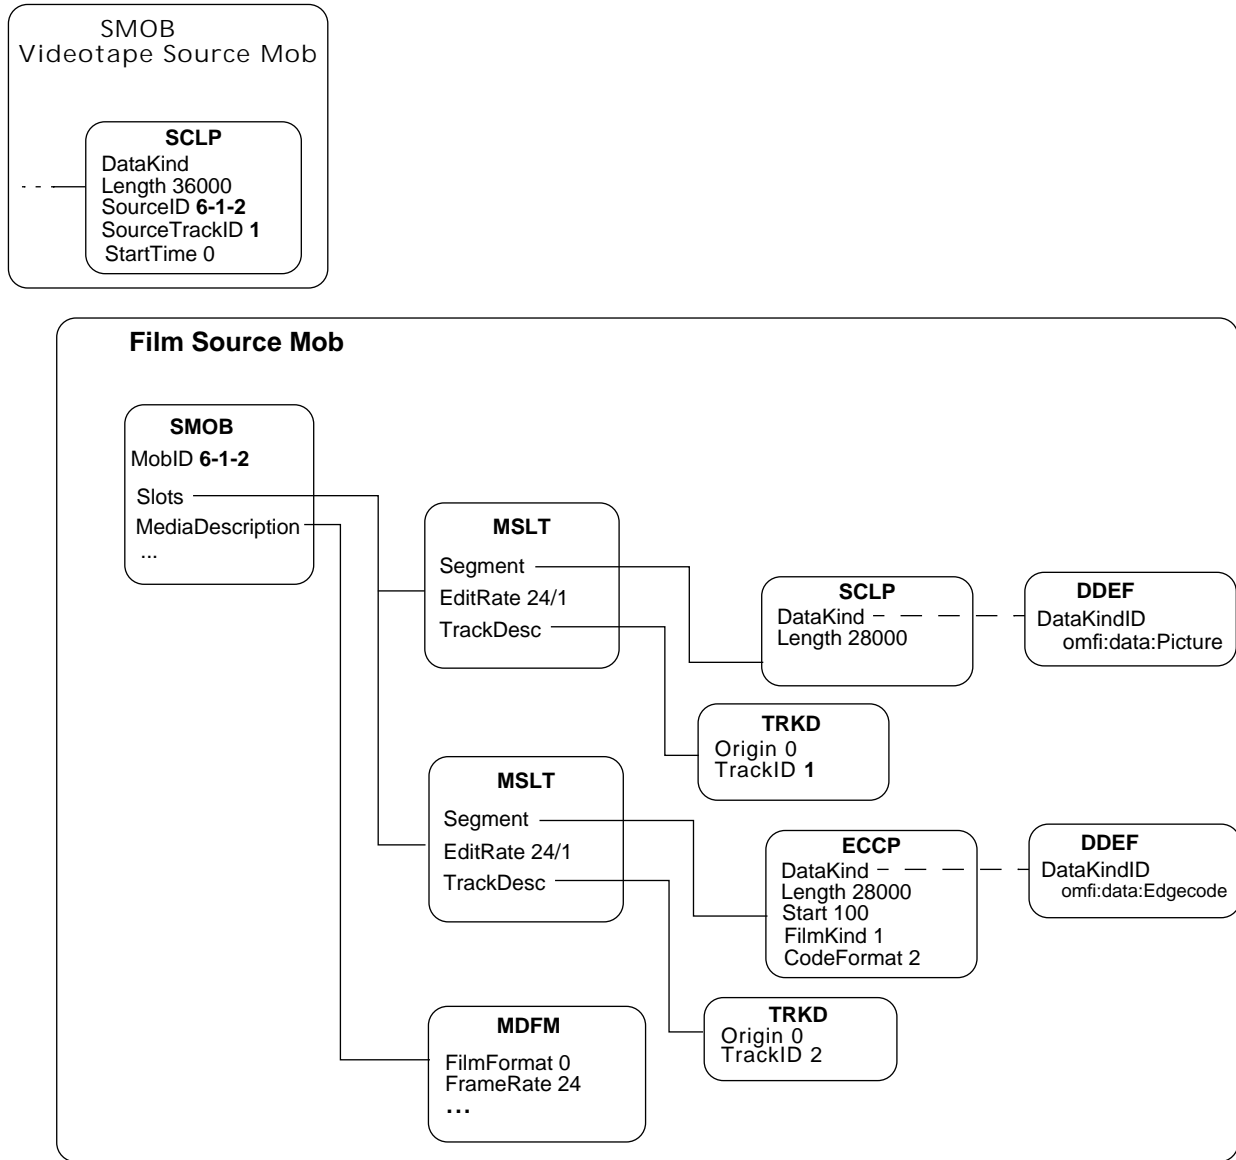 SMOB
Videotape Source Mob
SCLP
DataKind
Length 36000
SourceID 6-1-2
SourceTrackID 1
StartTime 0
Film Source Mob
SMOB
MobID 6-1-2
Slots
MediaDescription
...
MSLT
Segment
EditRate 24/1
TrackDesc
SCLP
DataKind
Length 28000
DDEF
DataKindID
omfi:data:Picture
TRKD
Origin 0
TrackID 1
MSLT
Segment
EditRate 24/1
TrackDesc
ECCP
DataKind
Length 28000
Start 100
FilmKind 1
CodeFormat 2
DDEF
DataKindID
omfi:data:Edgecode
TRKD
Origin 0
TrackID 2
MDFM
FilmFormat 0
FrameRate 24
...